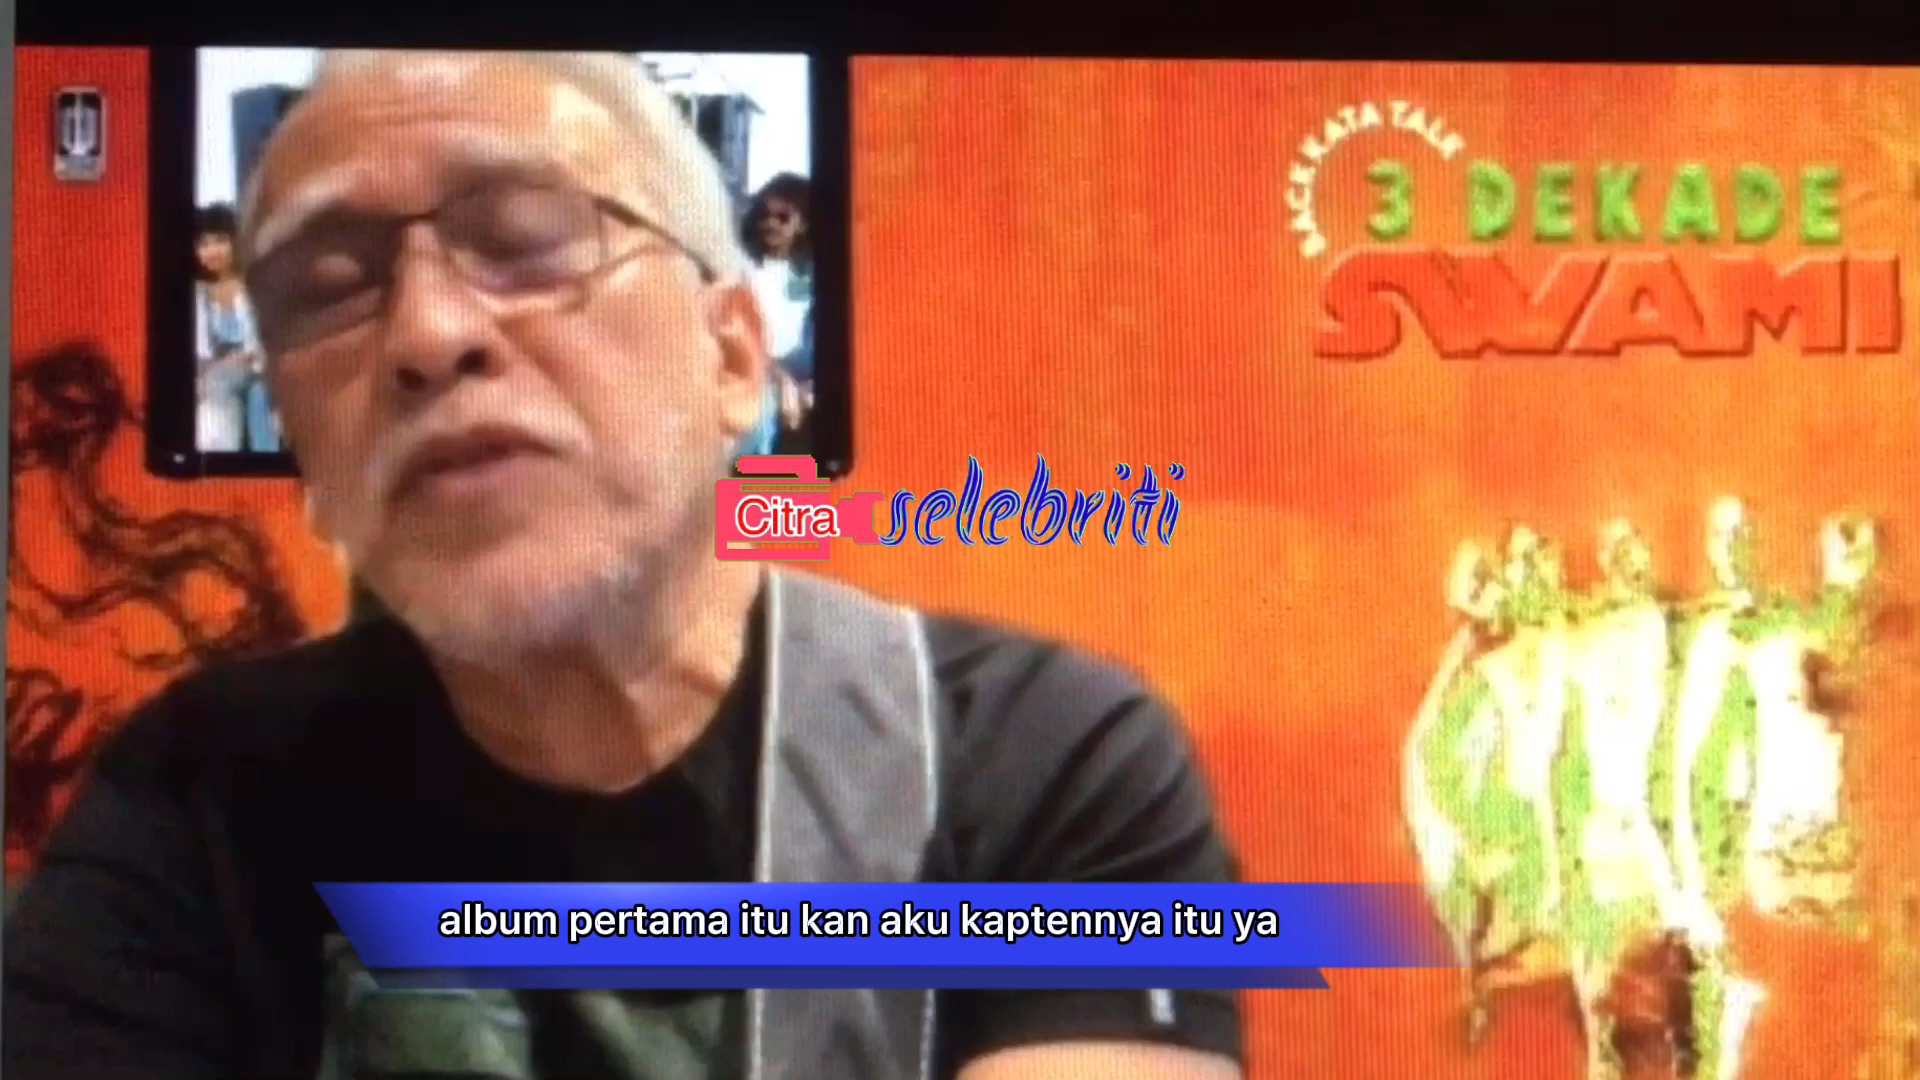 BACK KATA TALK
3 DEKADE
SWAMI
Citra selebriti
album pertama itu kan aku kaptennya itu ya